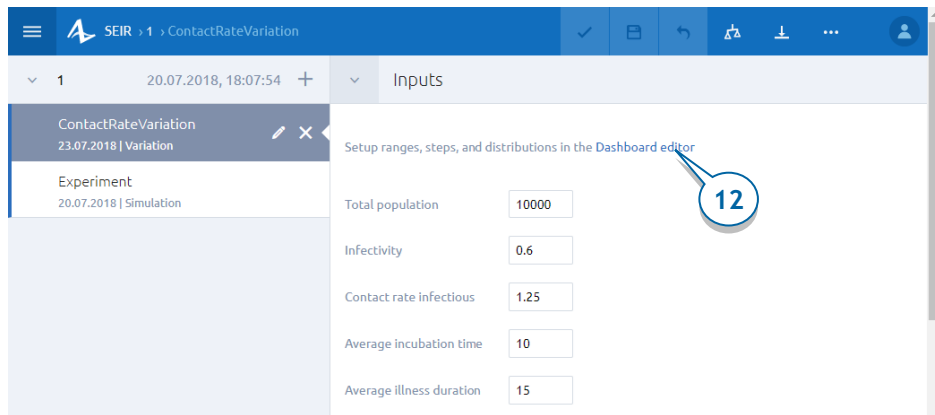 SEIR › 1 › ContactRateVariation
1 20.07.2018, 18:07:54
Inputs
ContactRateVariation
23.07.2018 | Variation
Experiment
20.07.2018 | Simulation
Setup ranges, steps, and distributions in the Dashboard editor
12
Total population 10000
Infectivity 0.6
Contact rate infectious 1.25
Average incubation time 10
Average illness duration 15